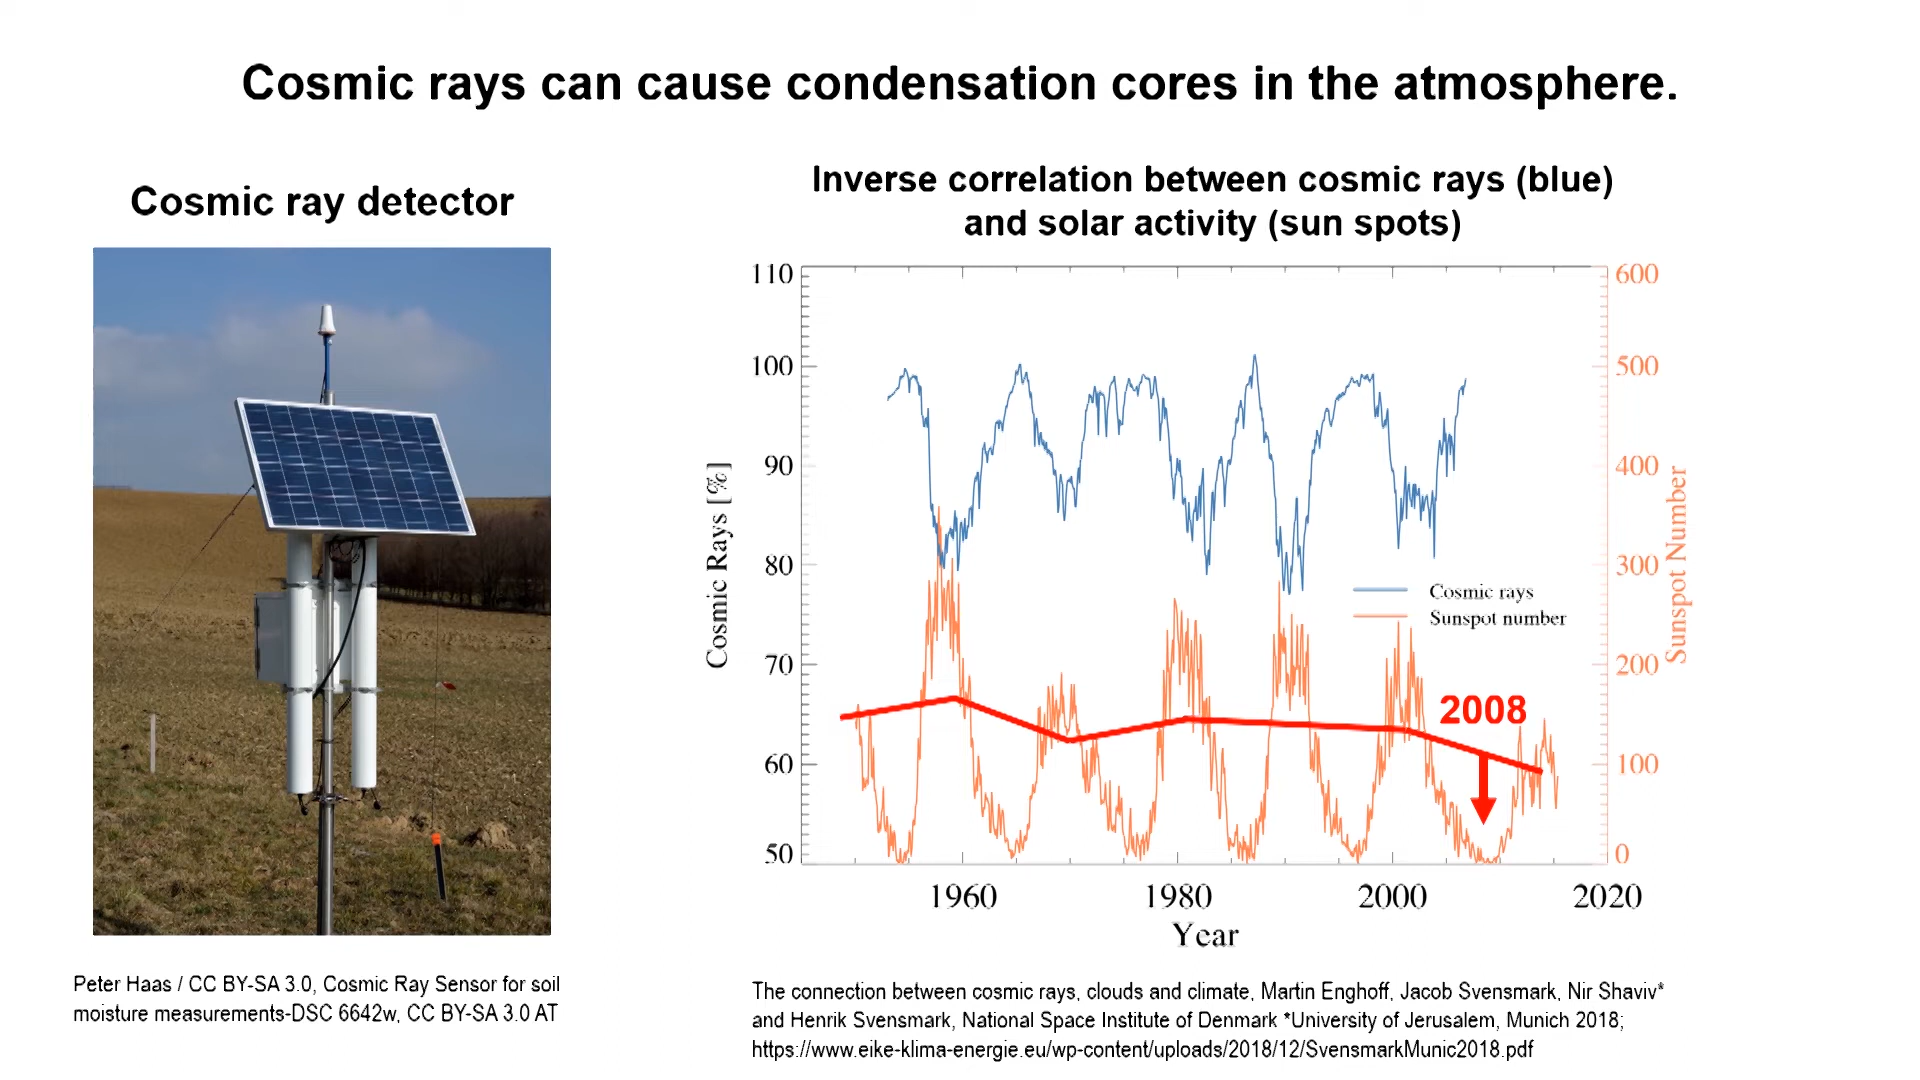 Cosmic rays can cause condensation cores in the atmosphere.
Cosmic ray detector
Peter Haas / CC BY-SA 3.0, Cosmic Ray Sensor for soil
moisture measurements-DSC 6642w, CC BY-SA 3.0 AT
Inverse correlation between cosmic rays (blue)
and solar activity (sun spots)
110
100
90
80
70
60
50
Cosmic Rays [%]
600
500
400
300
200
100
0
Sunspot Number
Cosmic rays
Sunspot number
2008
1960 1980 2000 2020
Year
The connection between cosmic rays, clouds and climate, Martin Enghoff, Jacob Svensmark, Nir Shaviv*
and Henrik Svensmark, National Space Institute of Denmark *University of Jerusalem, Munich 2018;
https://www.eike-klima-energie.eu/wp-content/uploads/2018/12/SvensmarkMunic2018.pdf